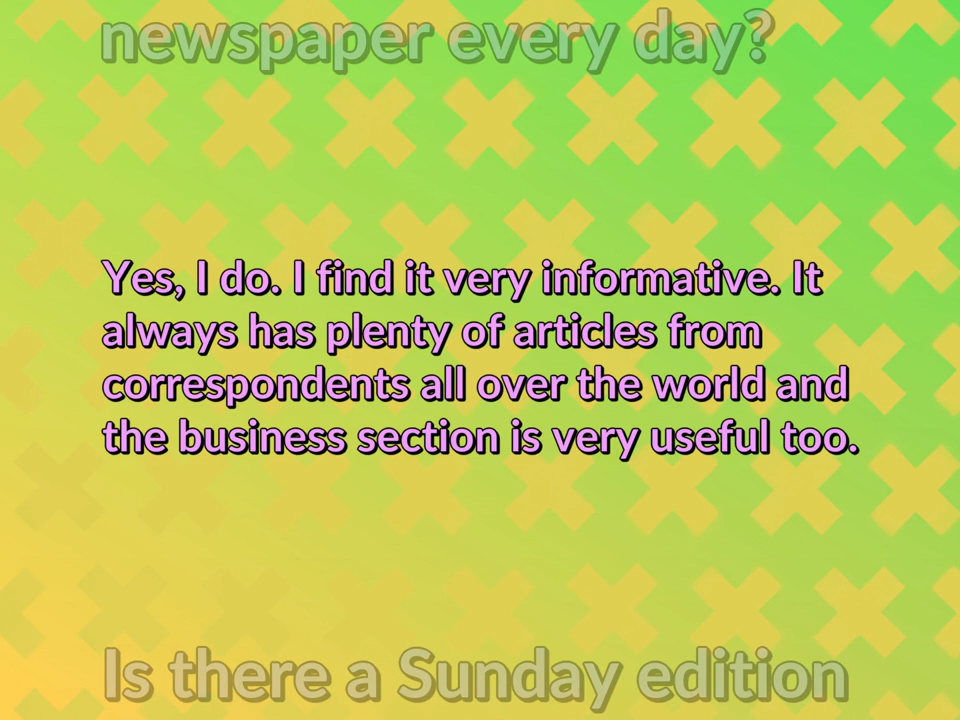 newspaper every day?
Yes, I do. I find it very informative. It
always has plenty of articles from
correspondents all over the world and
the business section is very useful too.
Is there a Sunday edition